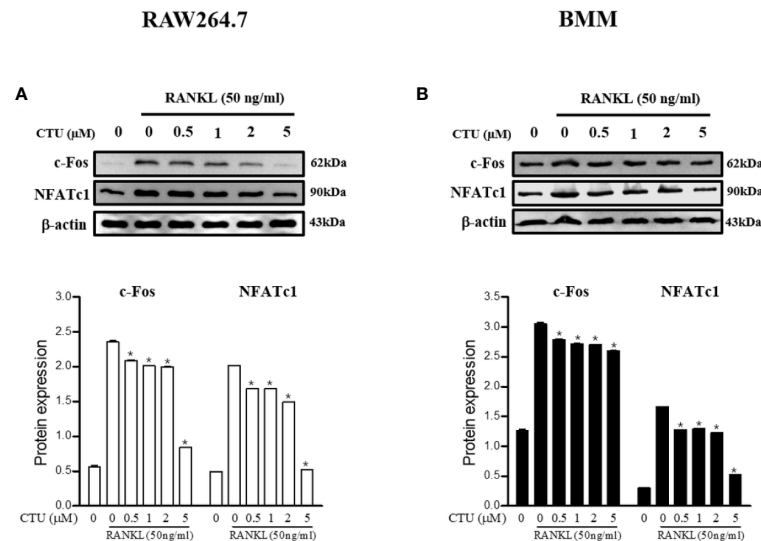 RAW264.7
BMM
A
RANKL (50 ng/ml)
CTU (μM) 0 0 0.5 1 2 5
c-Fos 62kDa
NFATc1 90kDa
β-actin 43kDa
B
RANKL (50 ng/ml)
CTU (μM) 0 0 0.5 1 2 5
c-Fos 62kDa
NFATc1 90kDa
β-actin 43kDa
c-Fos NFATc1
Protein expression
3.0
2.5
2.0
1.5
1.0
0.5
0.0
* * * * * * * *
CTU (μM) 0 0 0.5 1 2 5 0 0 0.5 1 2 5
RANKL (50ng/ml) RANKL (50ng/ml)
c-Fos NFATc1
Protein expression
3.5
3.0
2.5
2.0
1.5
1.0
0.5
0.0
* * * * * * * *
CTU (μM) 0 0 0.5 1 2 5 0 0 0.5 1 2 5
RANKL (50ng/ml) RANKL (50ng/ml)